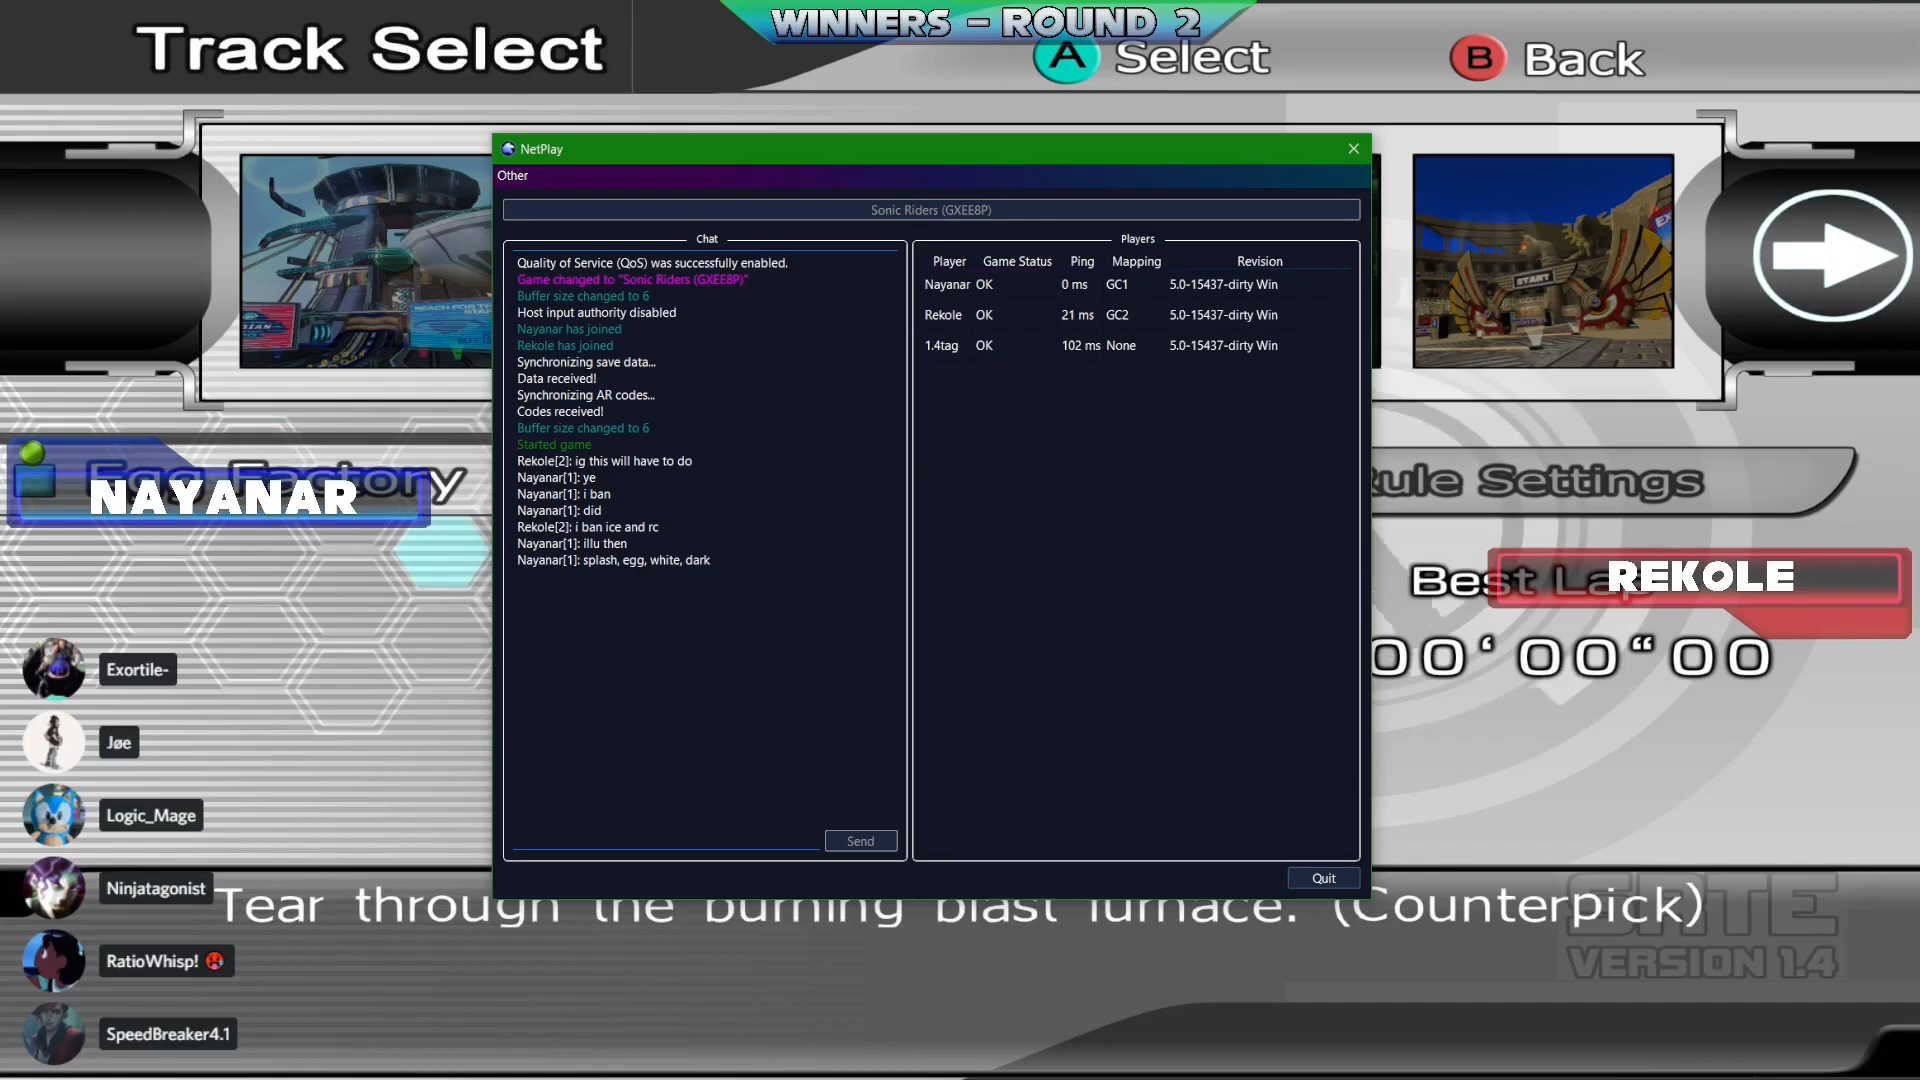 WINNERS - ROUND 2
Track Select
A Select
B Back
NetPlay
Other
Sonic Riders (GXEE8P)
Chat
Quality of Service (QoS) was successfully enabled.
Game changed to "Sonic Riders (GXEE8P)"
Buffer size changed to 6
Host input authority disabled
Nayanar has joined
Rekole has joined
Synchronizing save data...
Data received!
Synchronizing AR codes...
Codes received!
Buffer size changed to 6
Started game
Rekole[2]: ig this will have to do
Nayanar[1]: ye
Nayanar[1]: i ban
Nayanar[1]: did
Rekole[2]: i ban ice and rc
Nayanar[1]: illu then
Nayanar[1]: splash, egg, white, dark
Send
Players
Player Game Status Ping Mapping Revision
Nayanar OK 0 ms GC1 5.0-15437-dirty Win
Rekole OK 21 ms GC2 5.0-15437-dirty Win
1.4tag OK 102 ms None 5.0-15437-dirty Win
Quit
START
Egg Factory
NAYANAR
Rule Settings
Best Lap
REKOLE
00‘00“00
Exortile-
Jøe
Logic_Mage
Ninjatagonist
RatioWhisp! 😡
SpeedBreaker4.1
Tear through the burning blast furnace. (Counterpick)
SRTE
VERSION 1.4